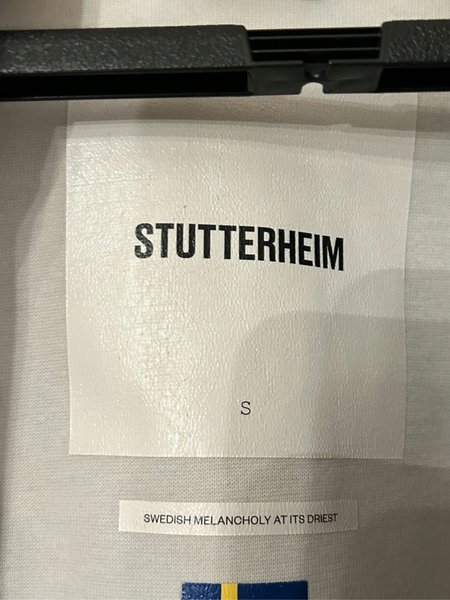 STUTTERHEIM
S
SWEDISH MELANCHOLY AT ITS DRIEST